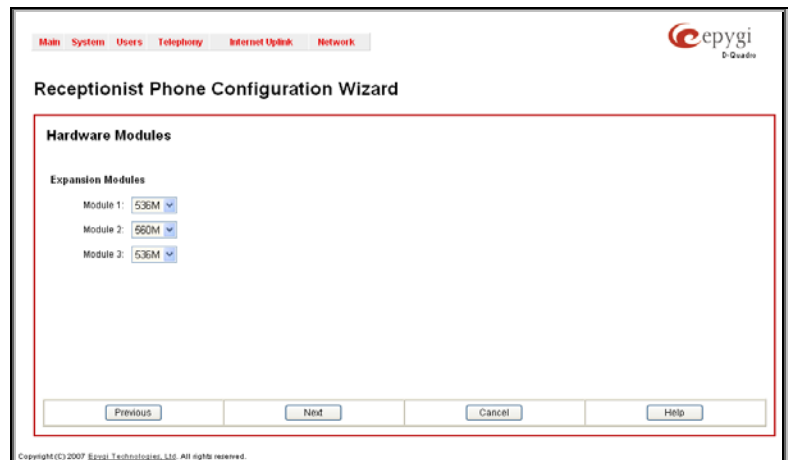 Main System Users Telephony Internet Uplink Network
epygi
D-Quadro
Receptionist Phone Configuration Wizard
Hardware Modules
Expansion Modules
Module 1: 536M
Module 2: 560M
Module 3: 536M
Previous Next Cancel Help
Copyright (C) 2007 Epygi Technologies, Ltd. All rights reserved.